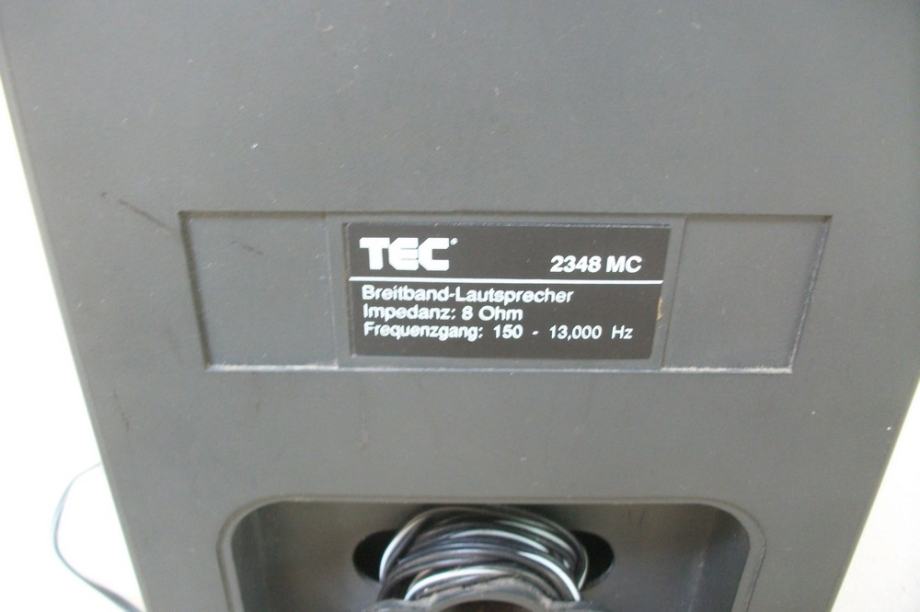 TEC 2348 MC
Breitband-Lautsprecher
Impedanz: 8 Ohm
Frequenzgang: 150 - 13,000 Hz